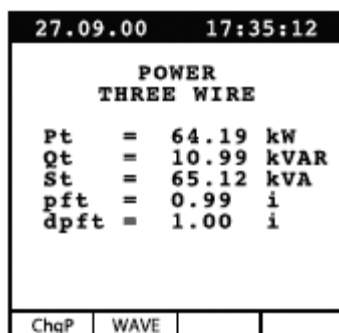 27.09.00 17:35:12
POWER
THREE WIRE
Pt = 64.19 kW
Qt = 10.99 kVAR
St = 65.12 kVA
pft = 0.99 i
dpft = 1.00 i
ChgP WAVE